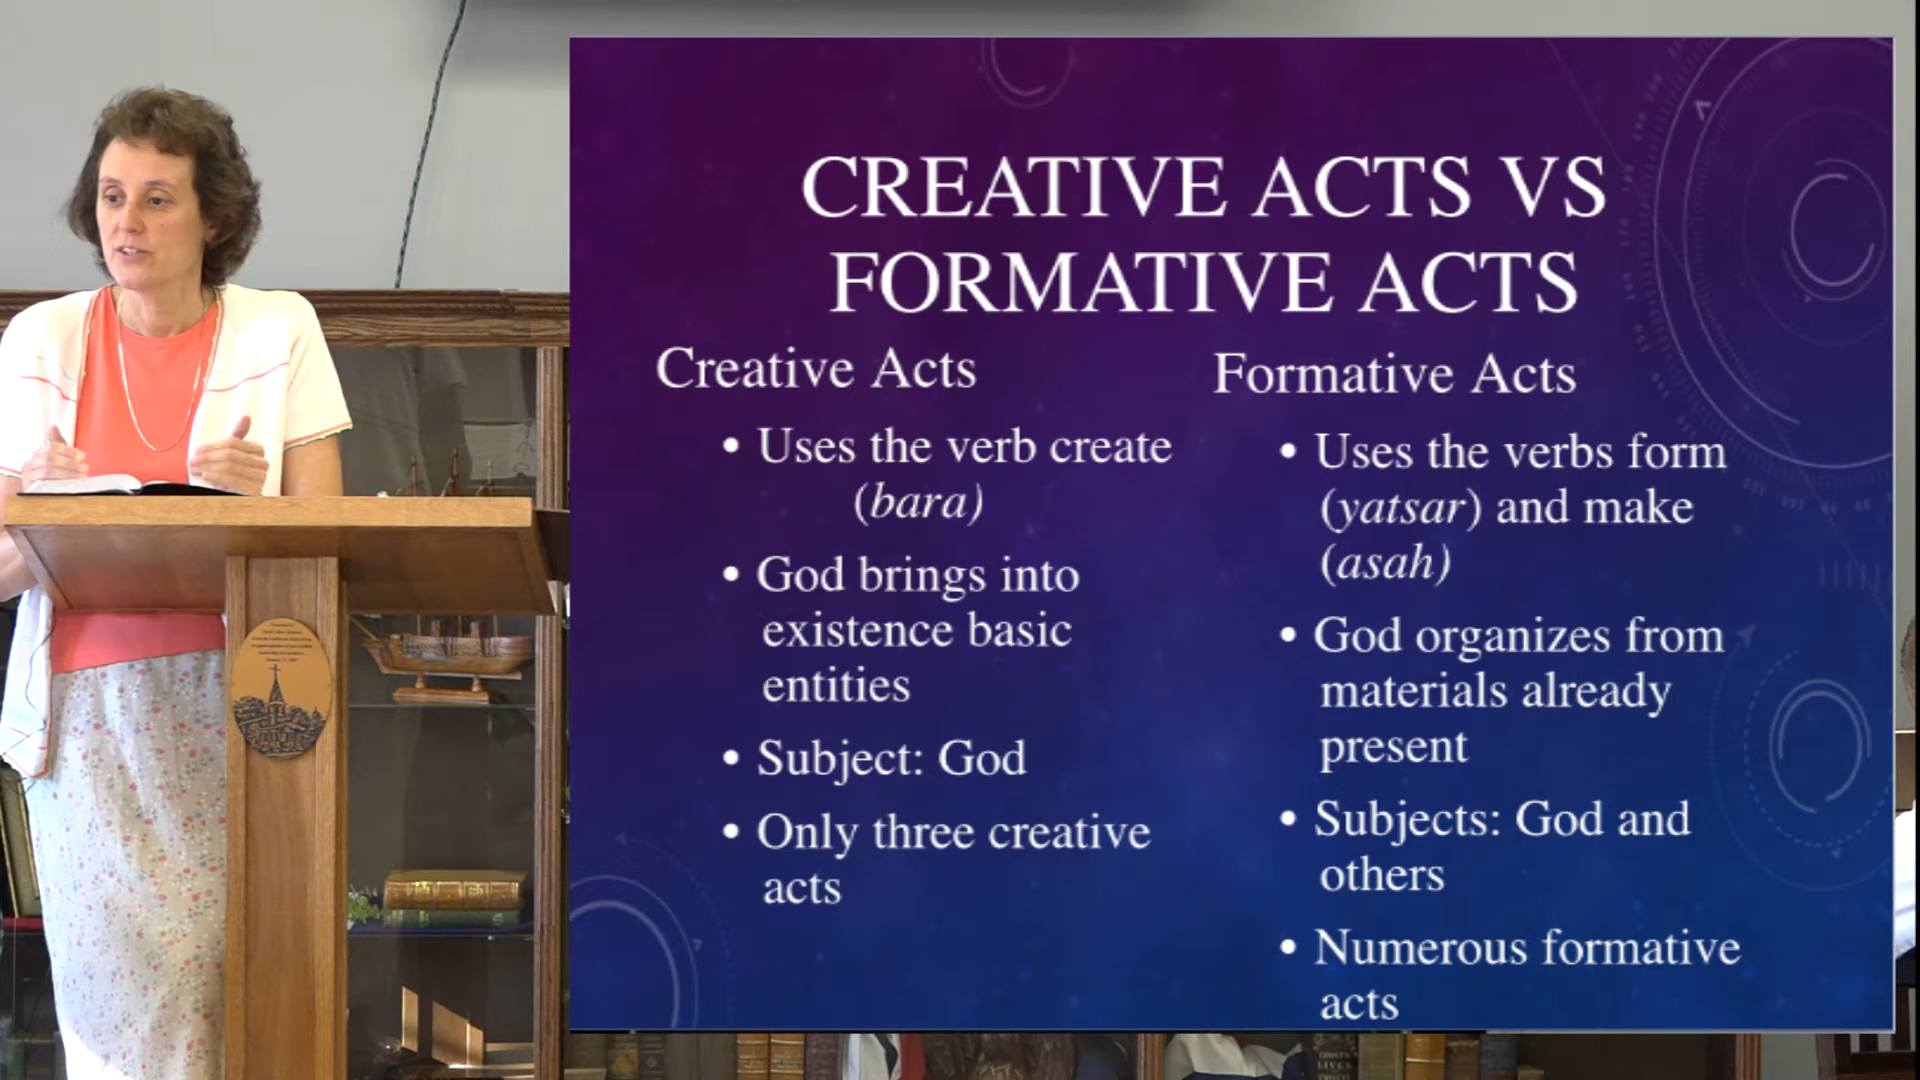 CREATIVE ACTS VS
FORMATIVE ACTS
Creative Acts
• Uses the verb create
(bara)
• God brings into
existence basic
entities
• Subject: God
• Only three creative
acts
Formative Acts
• Uses the verbs form
(yatsar) and make
(asah)
• God organizes from
materials already
present
• Subjects: God and
others
• Numerous formative
acts
LIVES